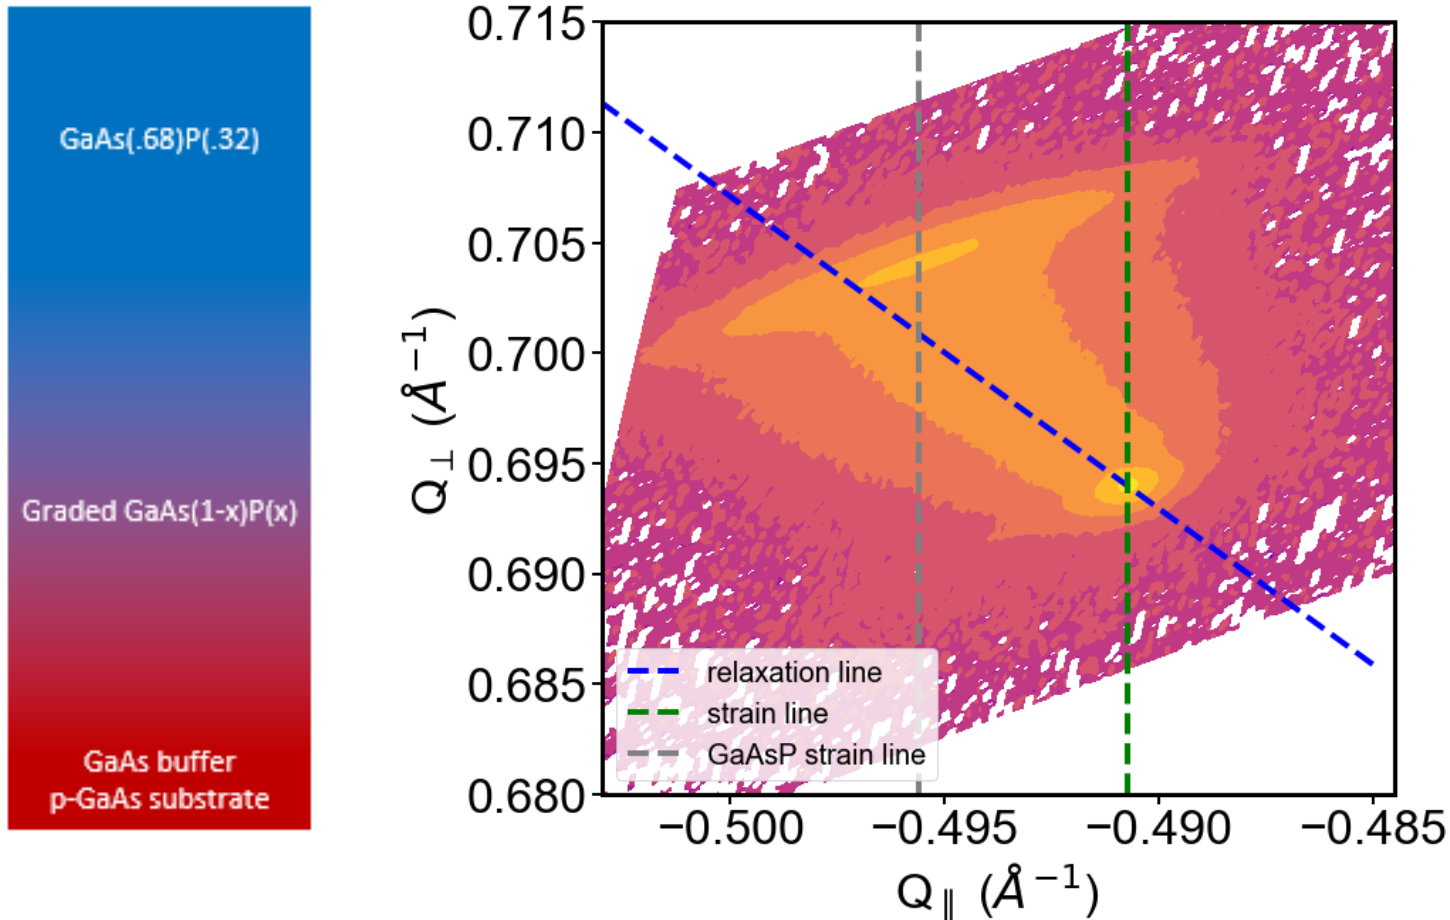 GaAs(.68)P(.32)
Graded GaAs(1-x)P(x)
GaAs buffer
p-GaAs substrate
Q⊥ (Å⁻¹)
0.715
0.710
0.705
0.700
0.695
0.690
0.685
0.680
relaxation line
strain line
GaAsP strain line
−0.500 −0.495 −0.490 −0.485
Q∥ (Å⁻¹)